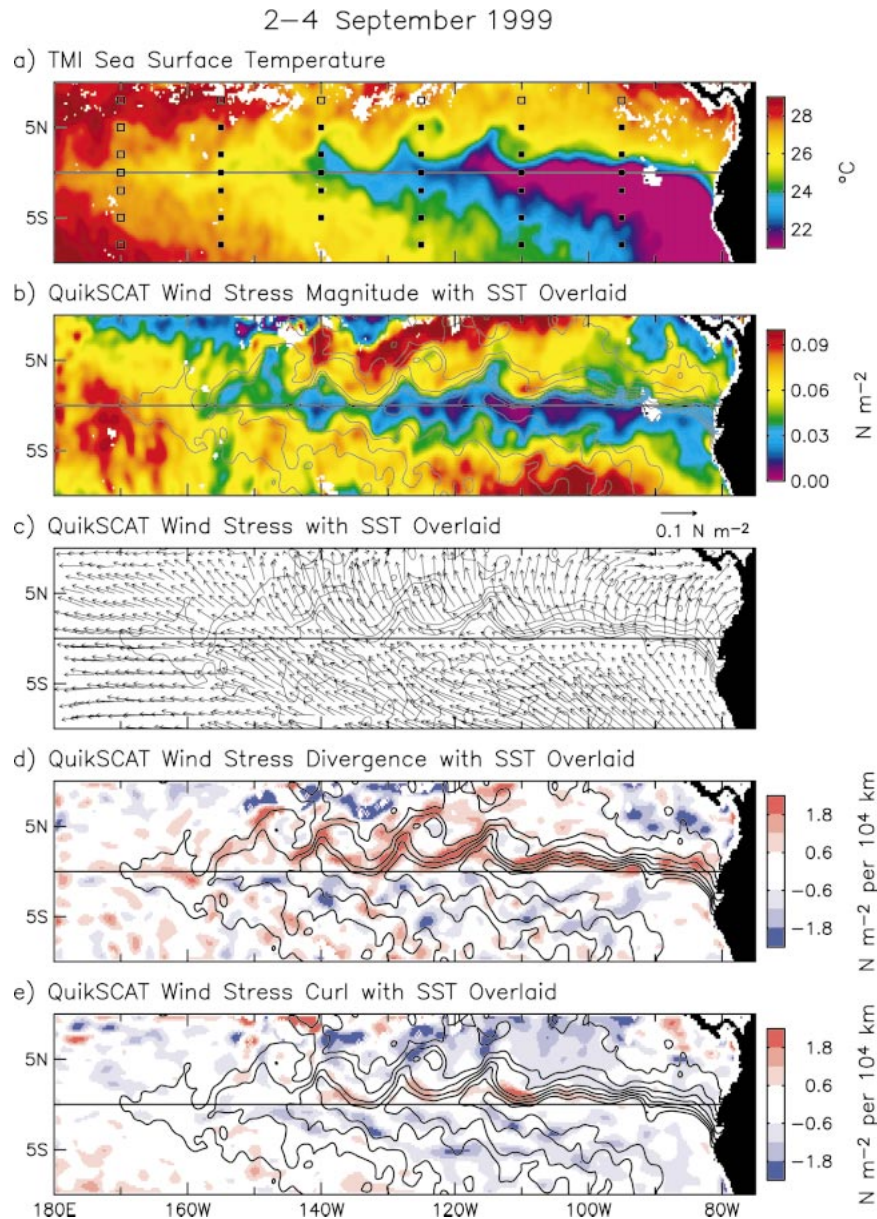 2–4 September 1999
a) TMI Sea Surface Temperature
5N
5S
28
26
24
22
°C
b) QuikSCAT Wind Stress Magnitude with SST Overlaid
5N
5S
0.09
0.06
0.03
0.00
N m⁻²
c) QuikSCAT Wind Stress with SST Overlaid
0.1 N m⁻²
5N
5S
d) QuikSCAT Wind Stress Divergence with SST Overlaid
5N
5S
1.8
0.6
−0.6
−1.8
N m⁻² per 10⁴ km
e) QuikSCAT Wind Stress Curl with SST Overlaid
5N
5S
1.8
0.6
−0.6
−1.8
N m⁻² per 10⁴ km
180E 160W 140W 120W 100W 80W